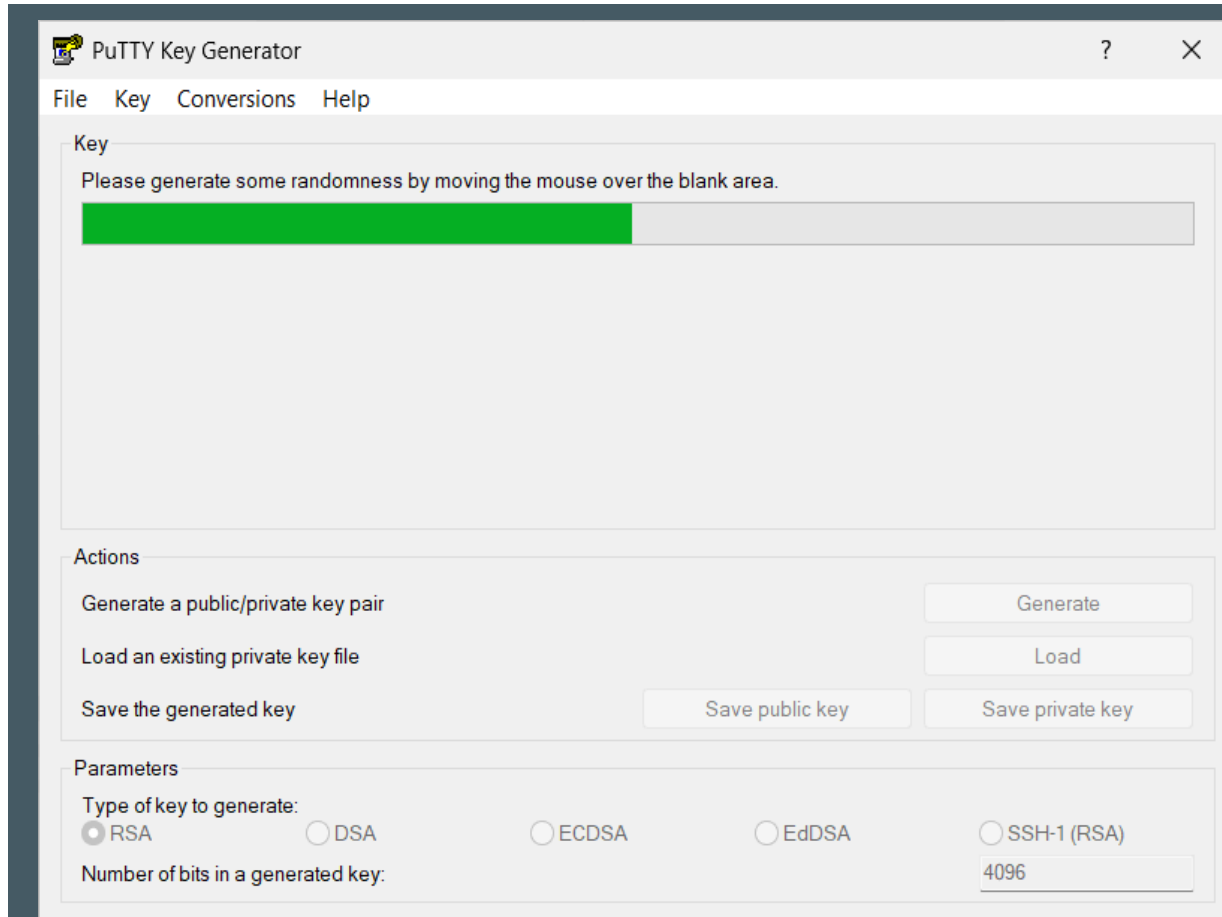 PuTTY Key Generator ?
File Key Conversions Help
Key
Please generate some randomness by moving the mouse over the blank area.
Actions
Generate a public/private key pair Generate
Load an existing private key file Load
Save the generated key Save public key Save private key
Parameters
Type of key to generate:
RSA DSA ECDSA EdDSA SSH-1 (RSA)
Number of bits in a generated key: 4096